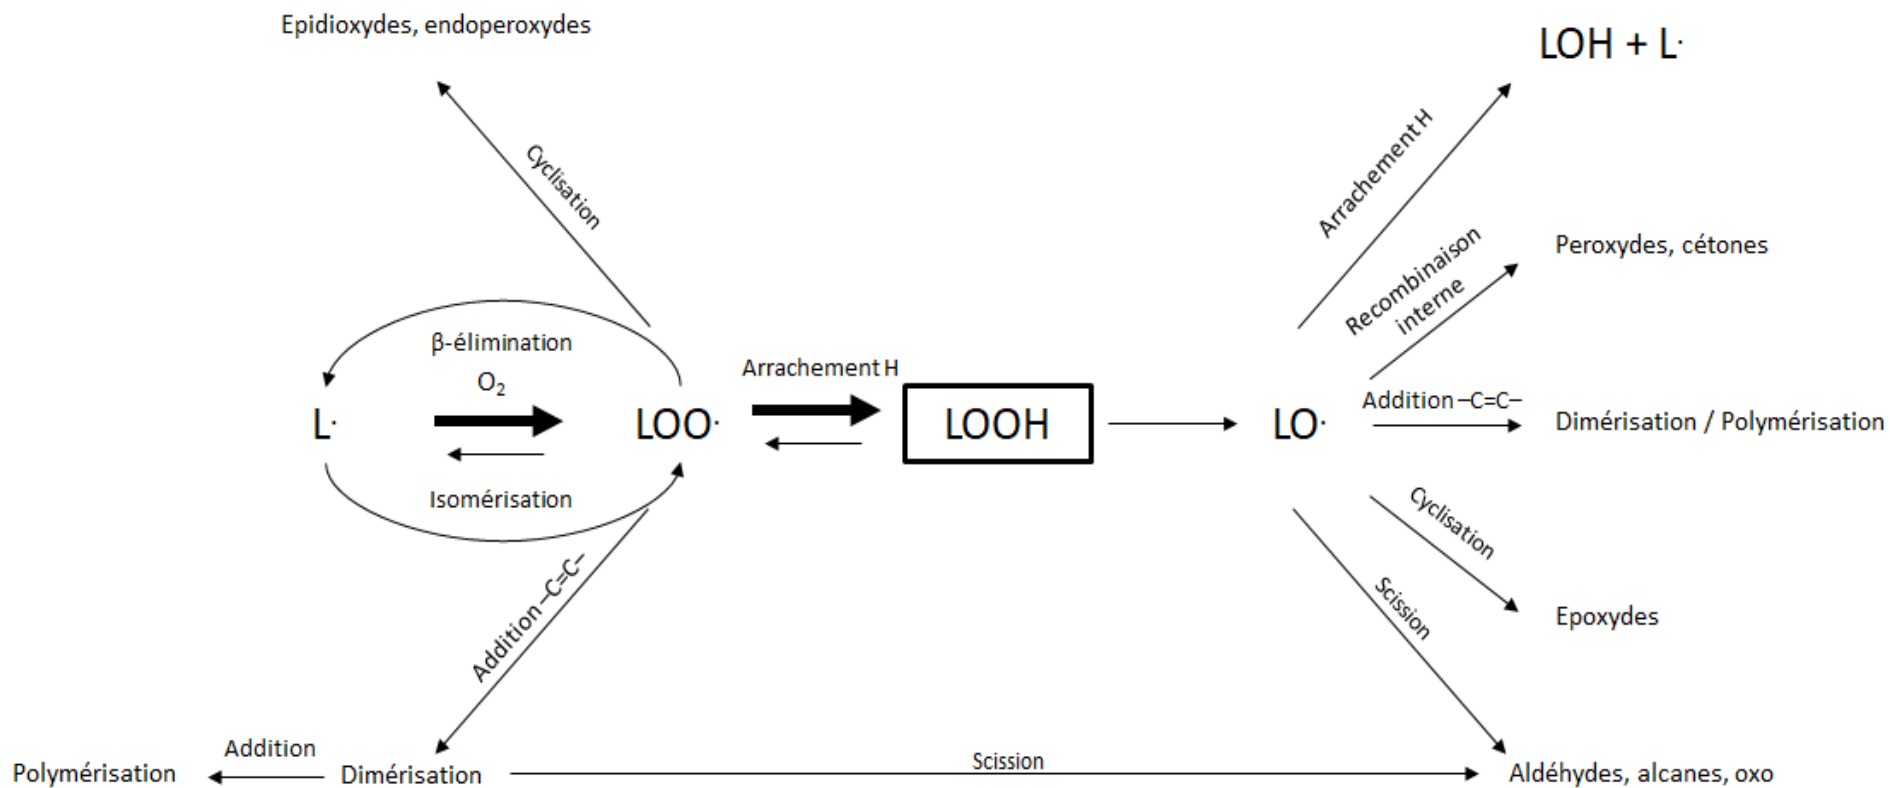 Epidioxydes, endoperoxydes
LOH + L·
Cyclisation
Arrachement H
Recombinaison
interne
Peroxydes, cétones
β-élimination
O₂
Isomérisation
L·
LOO·
Arrachement H
LOOH
LO·
Addition –C=C–
Dimérisation / Polymérisation
Cyclisation
Epoxydes
Scission
Addition –C=C–
Polymérisation
Addition
Dimérisation
Scission
Aldéhydes, alcanes, oxo